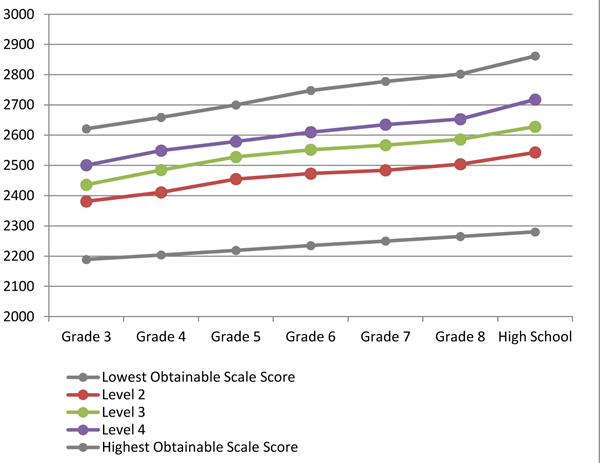 3000
2900
2800
2700
2600
2500
2400
2300
2200
2100
2000
Grade 3 Grade 4 Grade 5 Grade 6 Grade 7 Grade 8 High School
Lowest Obtainable Scale Score
Level 2
Level 3
Level 4
Highest Obtainable Scale Score